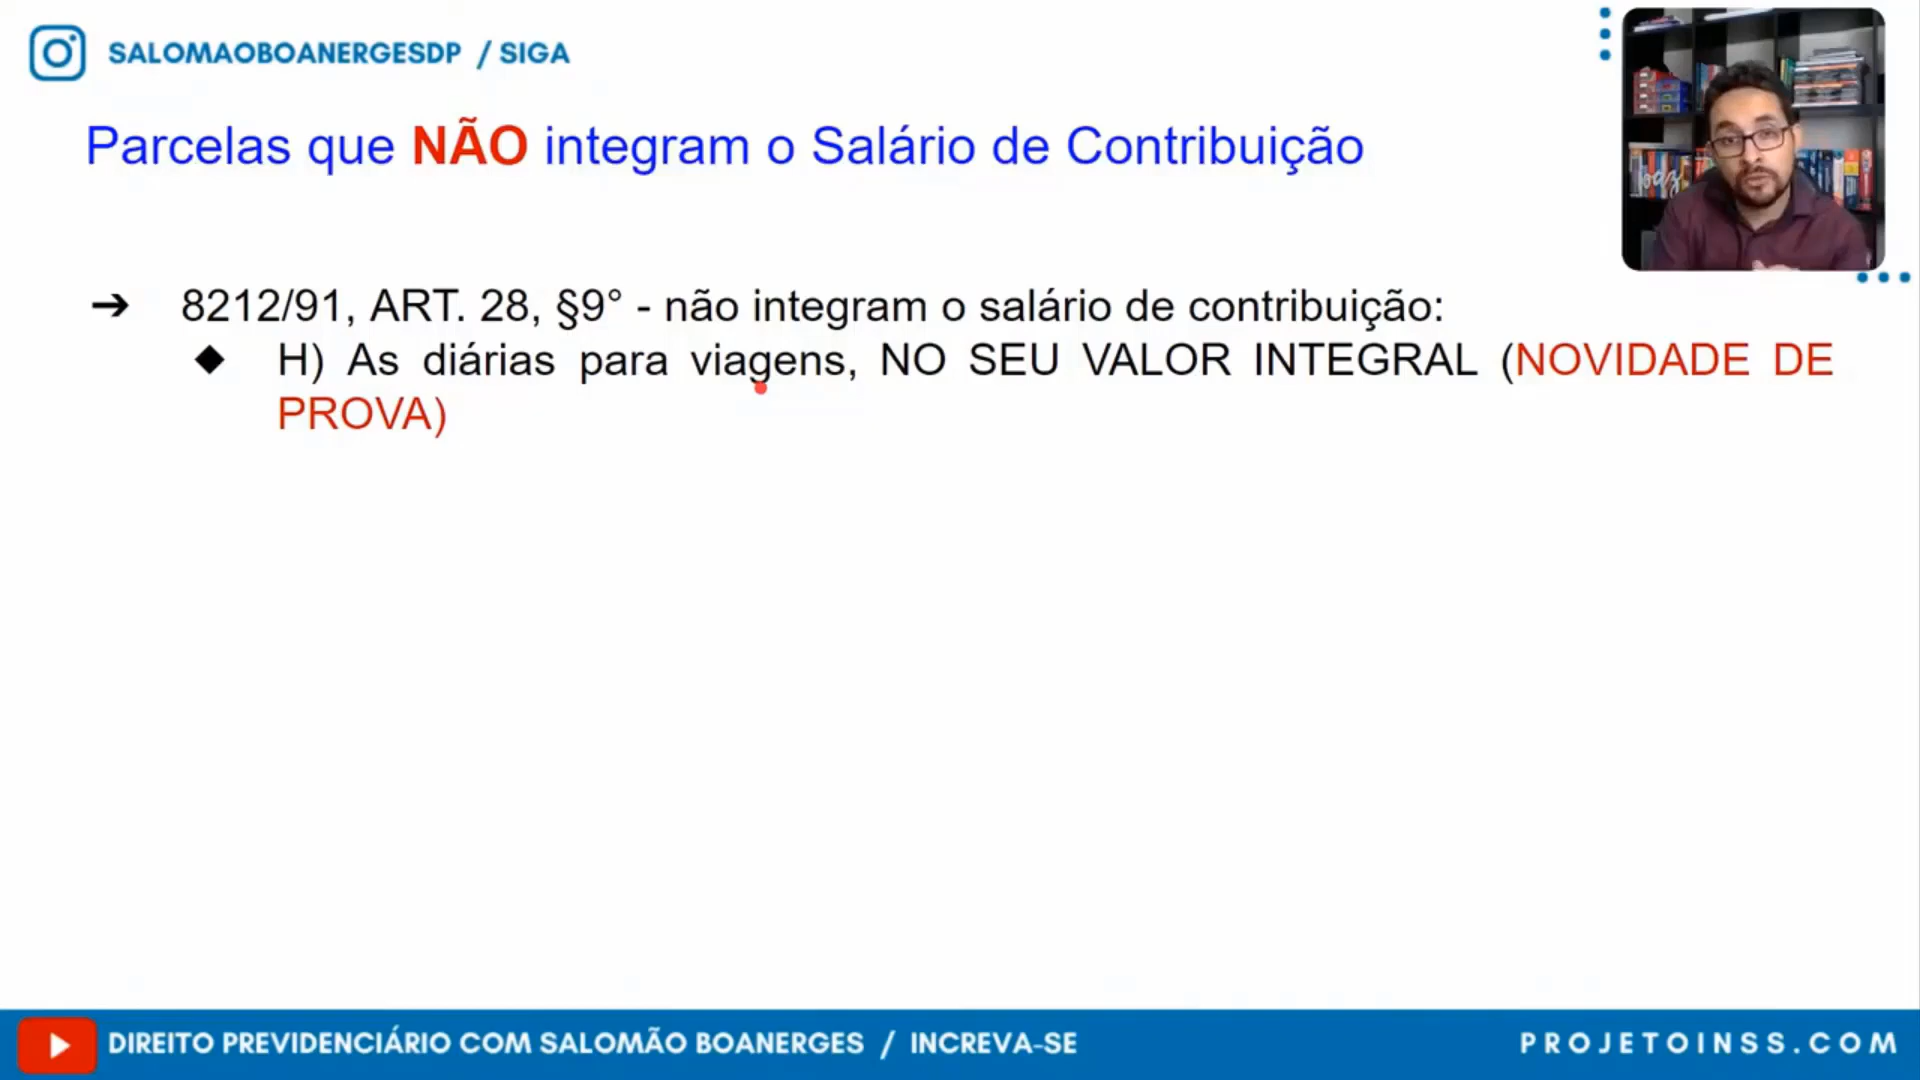 SALOMAOBOANERGESDP / SIGA
Parcelas que NÃO integram o Salário de Contribuição
➔ 8212/91, ART. 28, §9° - não integram o salário de contribuição:
◆ H) As diárias para viagens, NO SEU VALOR INTEGRAL (NOVIDADE DE
PROVA)
DIREITO PREVIDENCIÁRIO COM SALOMÃO BOANERGES / INCREVA-SE
PROJETOINSS.COM